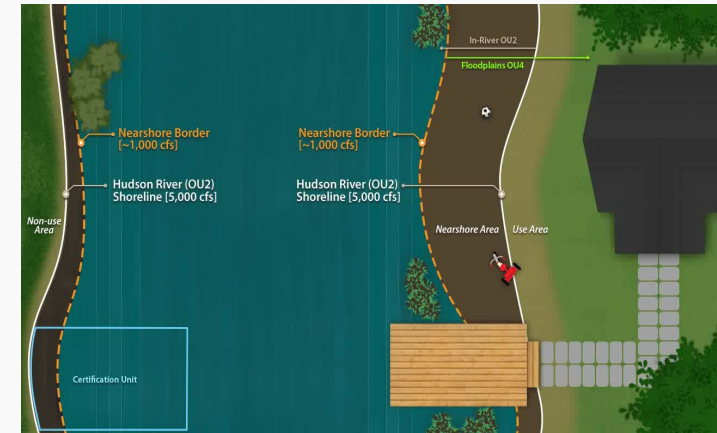 In-River OU2
Floodplains OU4
Nearshore Border
[~1,000 cfs]
Nearshore Border
[~1,000 cfs]
Hudson River (OU2)
Shoreline [5,000 cfs]
Hudson River (OU2)
Shoreline [5,000 cfs]
Non-use
Area
Nearshore Area
Use Area
Certification Unit